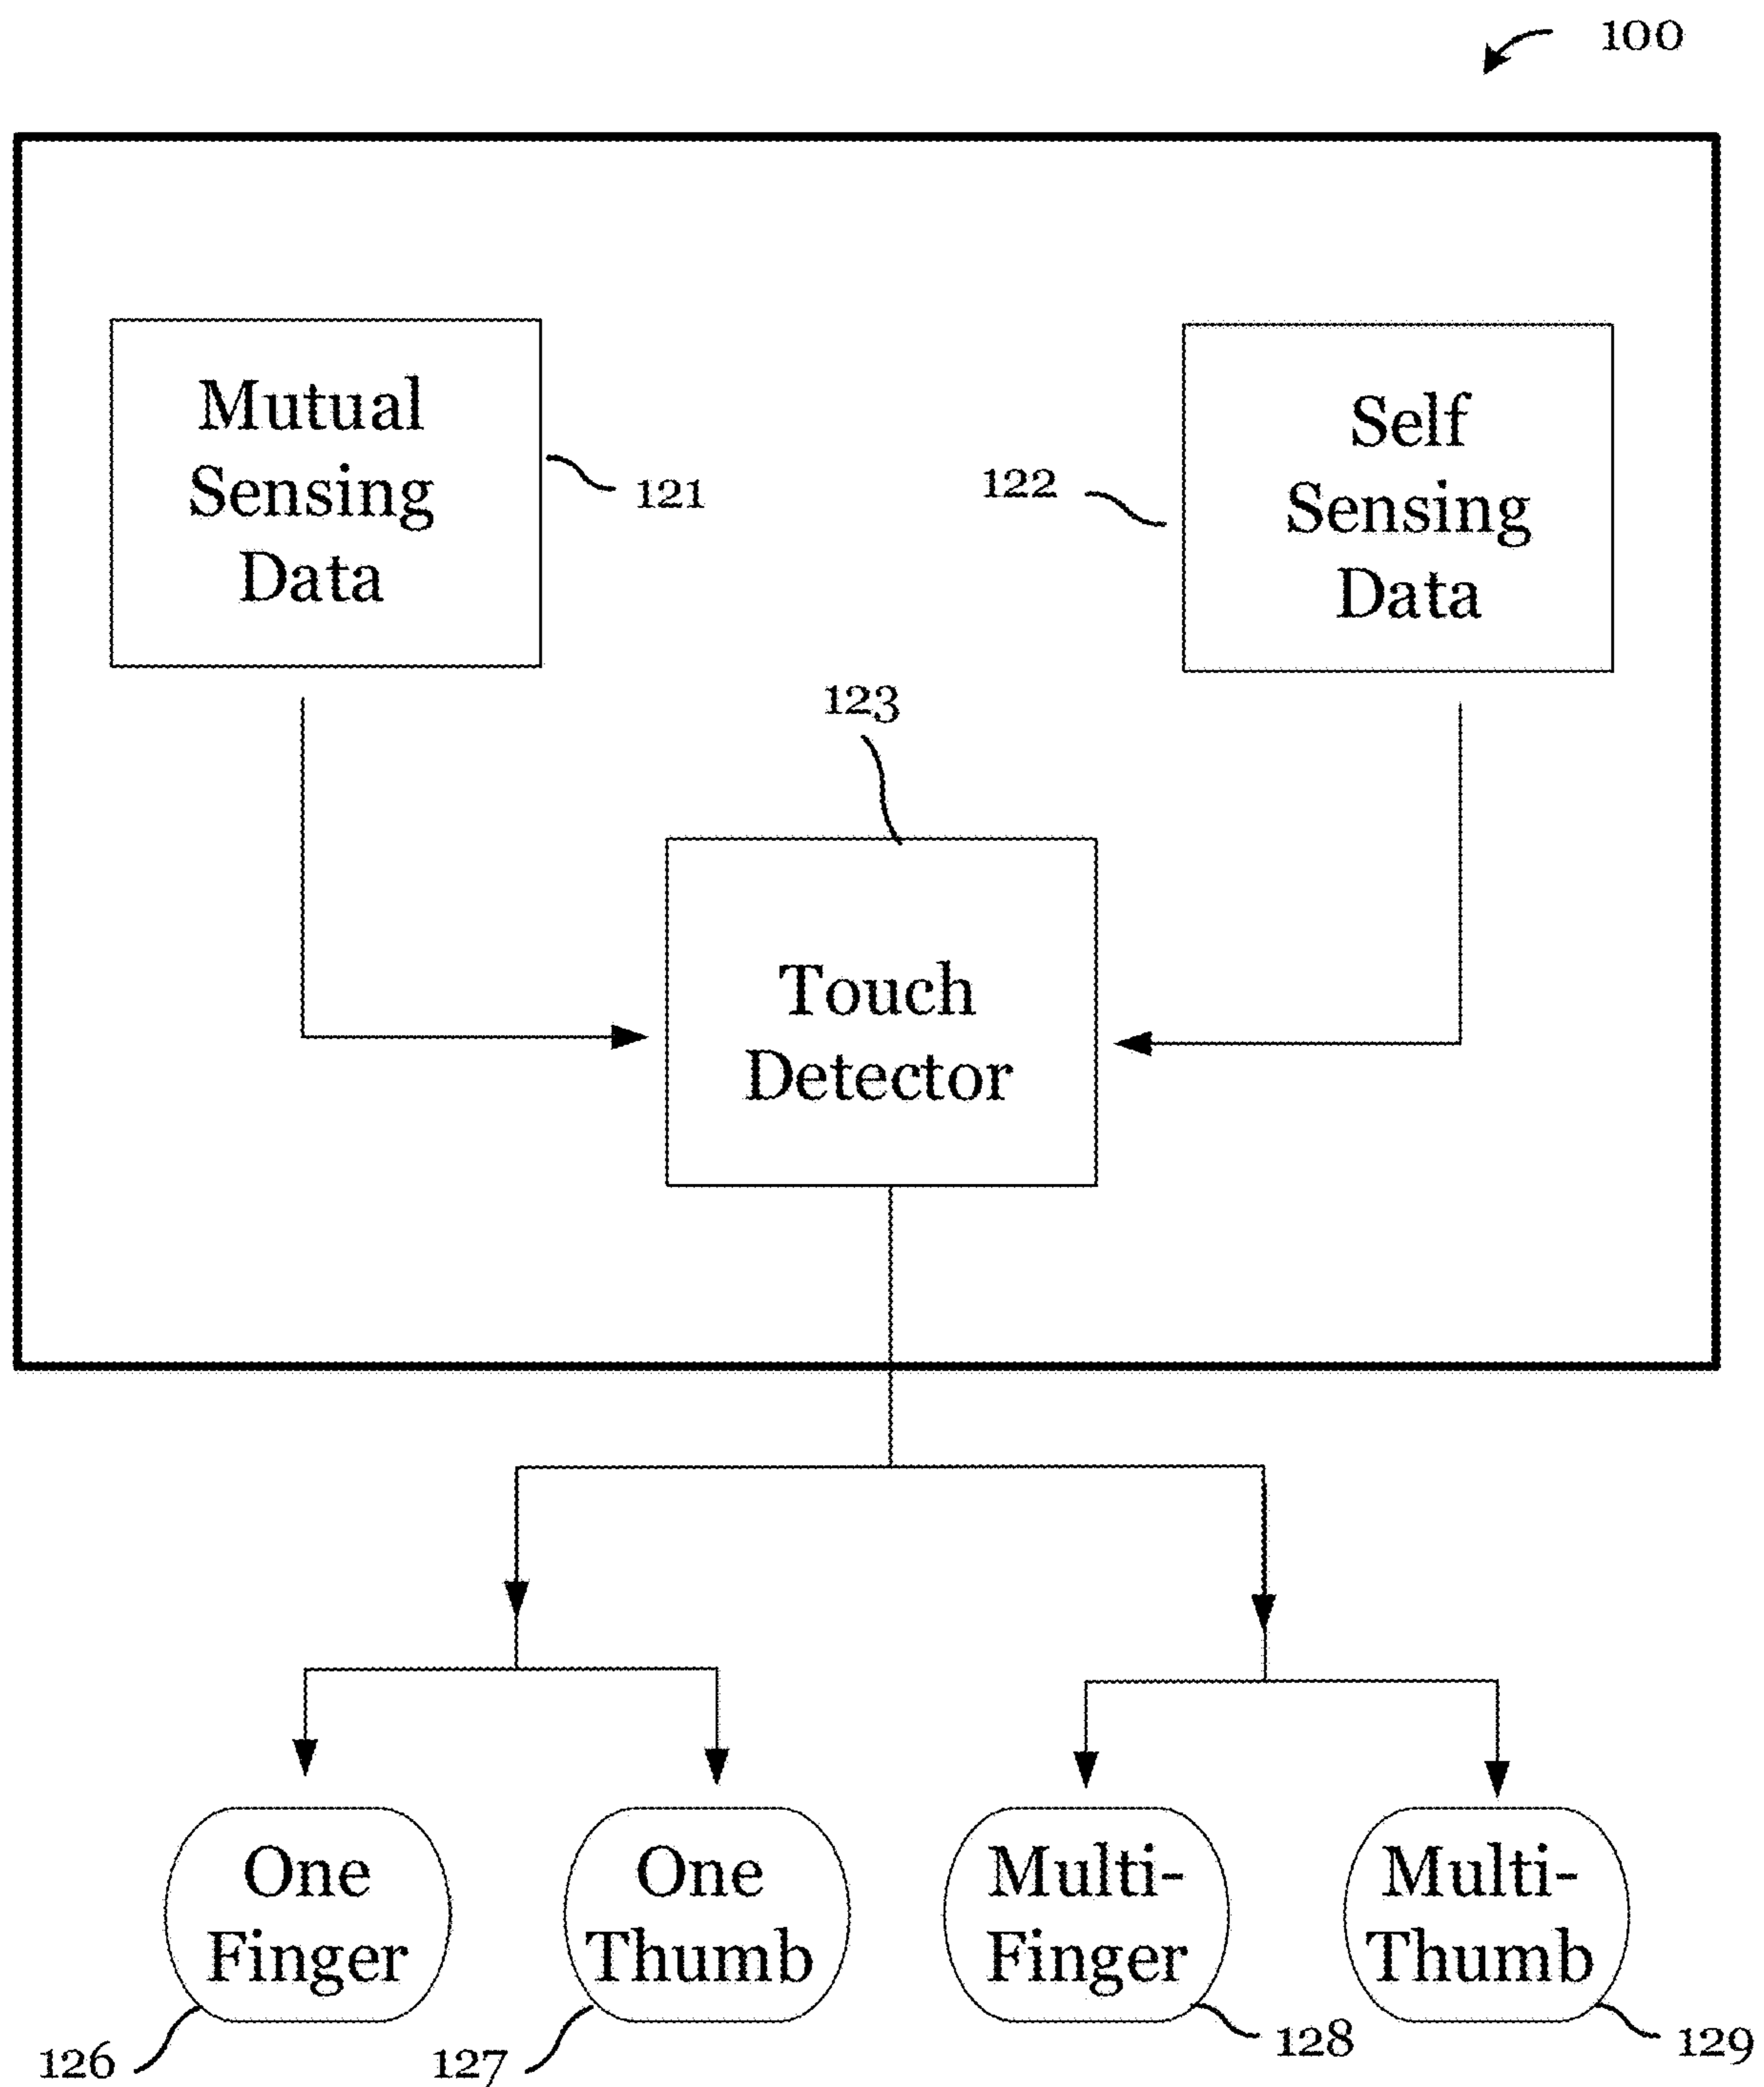 100
Mutual
Sensing
Data
121
122
Self
Sensing
Data
123
Touch
Detector
One
Finger
126
One
Thumb
127
Multi-
Finger
128
Multi-
Thumb
129